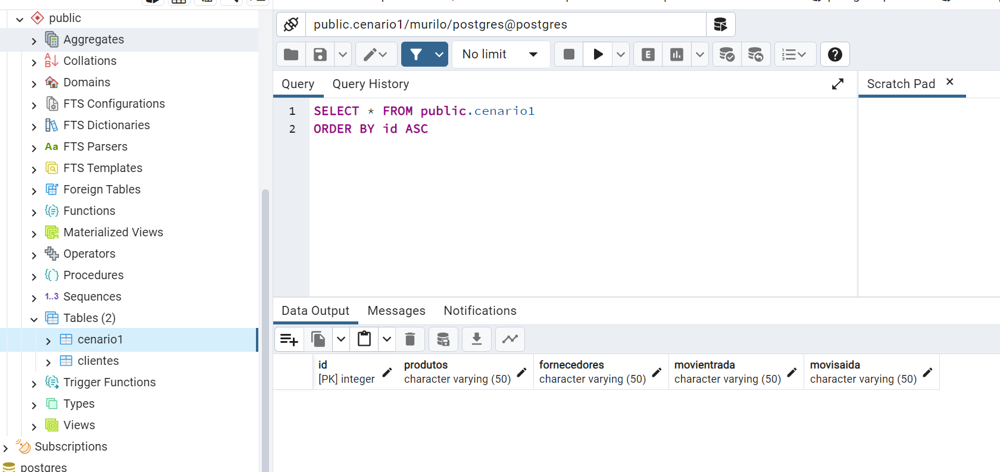 public
Aggregates
Collations
Domains
FTS Configurations
FTS Dictionaries
Aa FTS Parsers
FTS Templates
Foreign Tables
Functions
Materialized Views
Operators
Procedures
1..3 Sequences
Tables (2)
cenario1
clientes
Trigger Functions
Types
Views
Subscriptions
postgres
public.cenario1/murilo/postgres@postgres
No limit
E
Query
Query History
Scratch Pad
1 SELECT * FROM public.cenario1
2 ORDER BY id ASC
Data Output
Messages
Notifications
id
[PK] integer
produtos
character varying (50)
fornecedores
character varying (50)
movientrada
character varying (50)
movisaida
character varying (50)